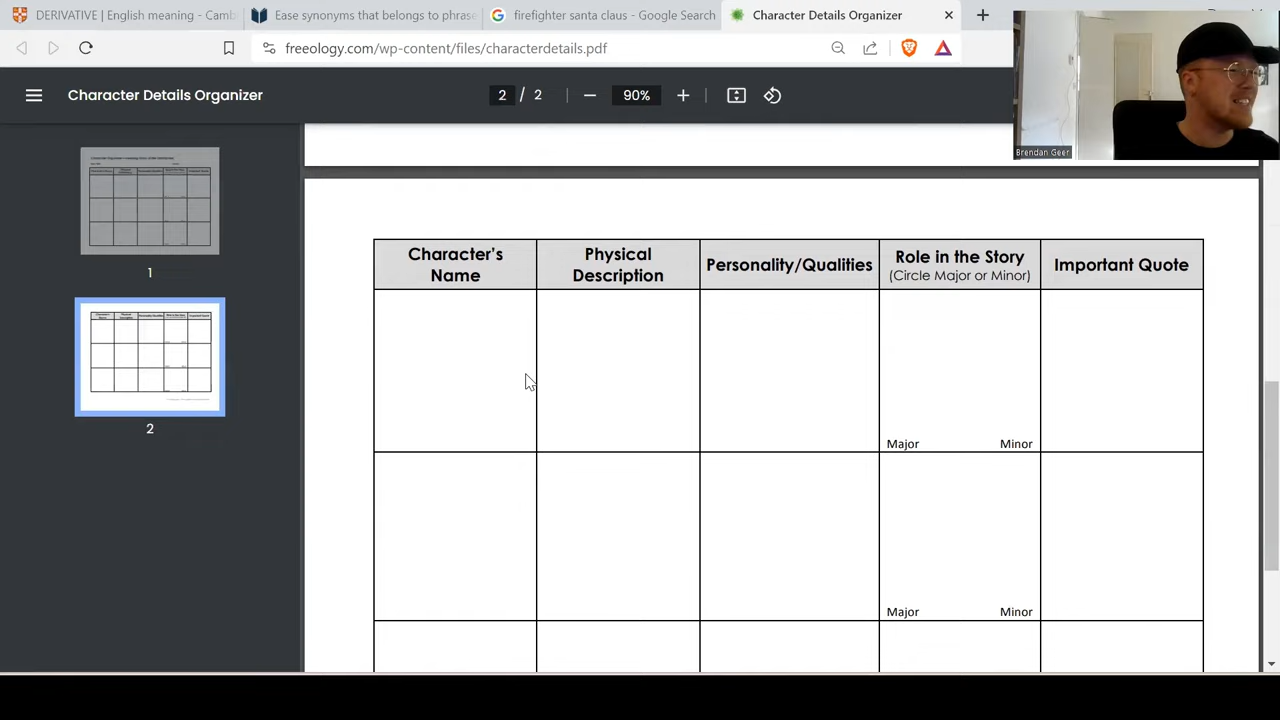 DERIVATIVE | English meaning - Camb
Ease synonyms that belongs to phrase
firefighter santa claus - Google Search
Character Details Organizer
freeology.com/wp-content/files/characterdetails.pdf
Character Details Organizer
2 / 2
90%
Brendan Geer
1
2
Character's Name
Physical Description
Personality/Qualities
Role in the Story
(Circle Major or Minor)
Important Quote
Major Minor
Major Minor